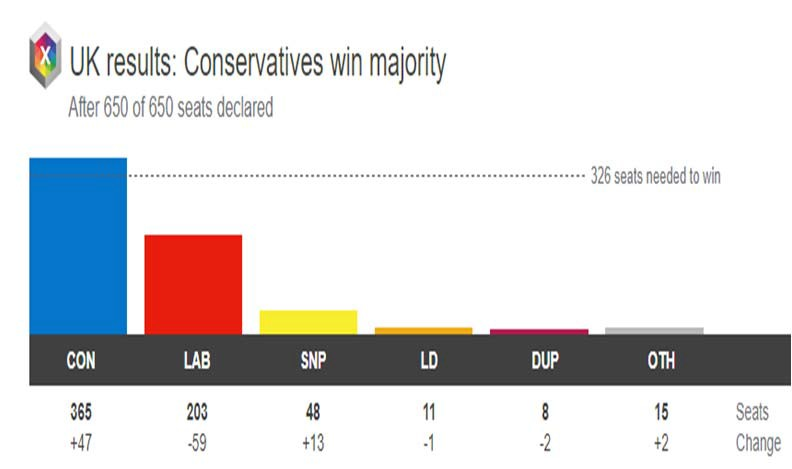 X
UK results: Conservatives win majority
After 650 of 650 seats declared
326 seats needed to win
CON LAB SNP LD DUP OTH
365 203 48 11 8 15 Seats
+47 -59 +13 -1 -2 +2 Change